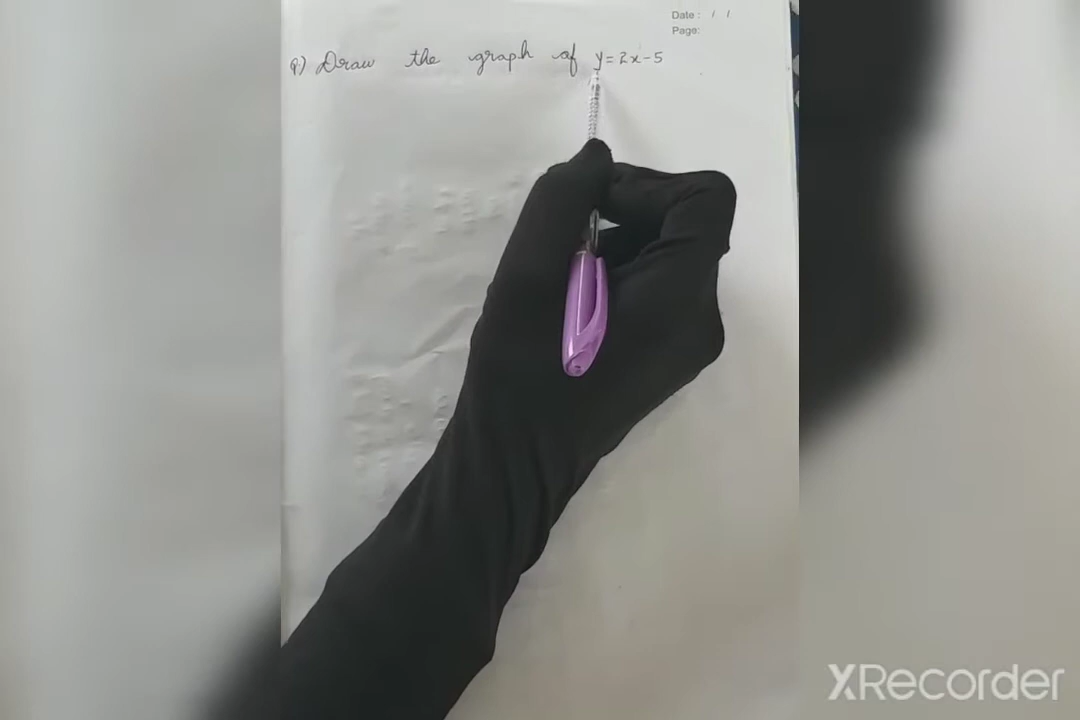 Date : / /
Page:
Q.) Draw the graph of y = 2x - 5
XRecorder